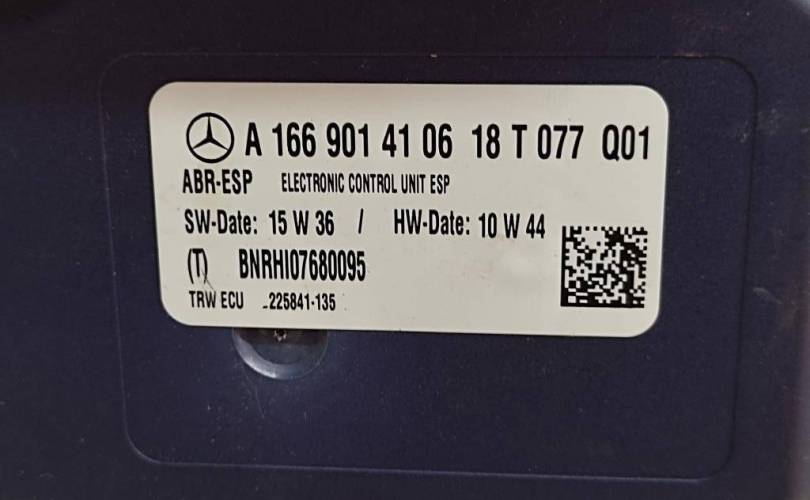 A 166 901 41 06 18 T 077 Q01
ABR-ESP ELECTRONIC CONTROL UNIT ESP
SW-Date: 15 W 36 / HW-Date: 10 W 44
(T) BNRHI07680095
TRW ECU -225841-135